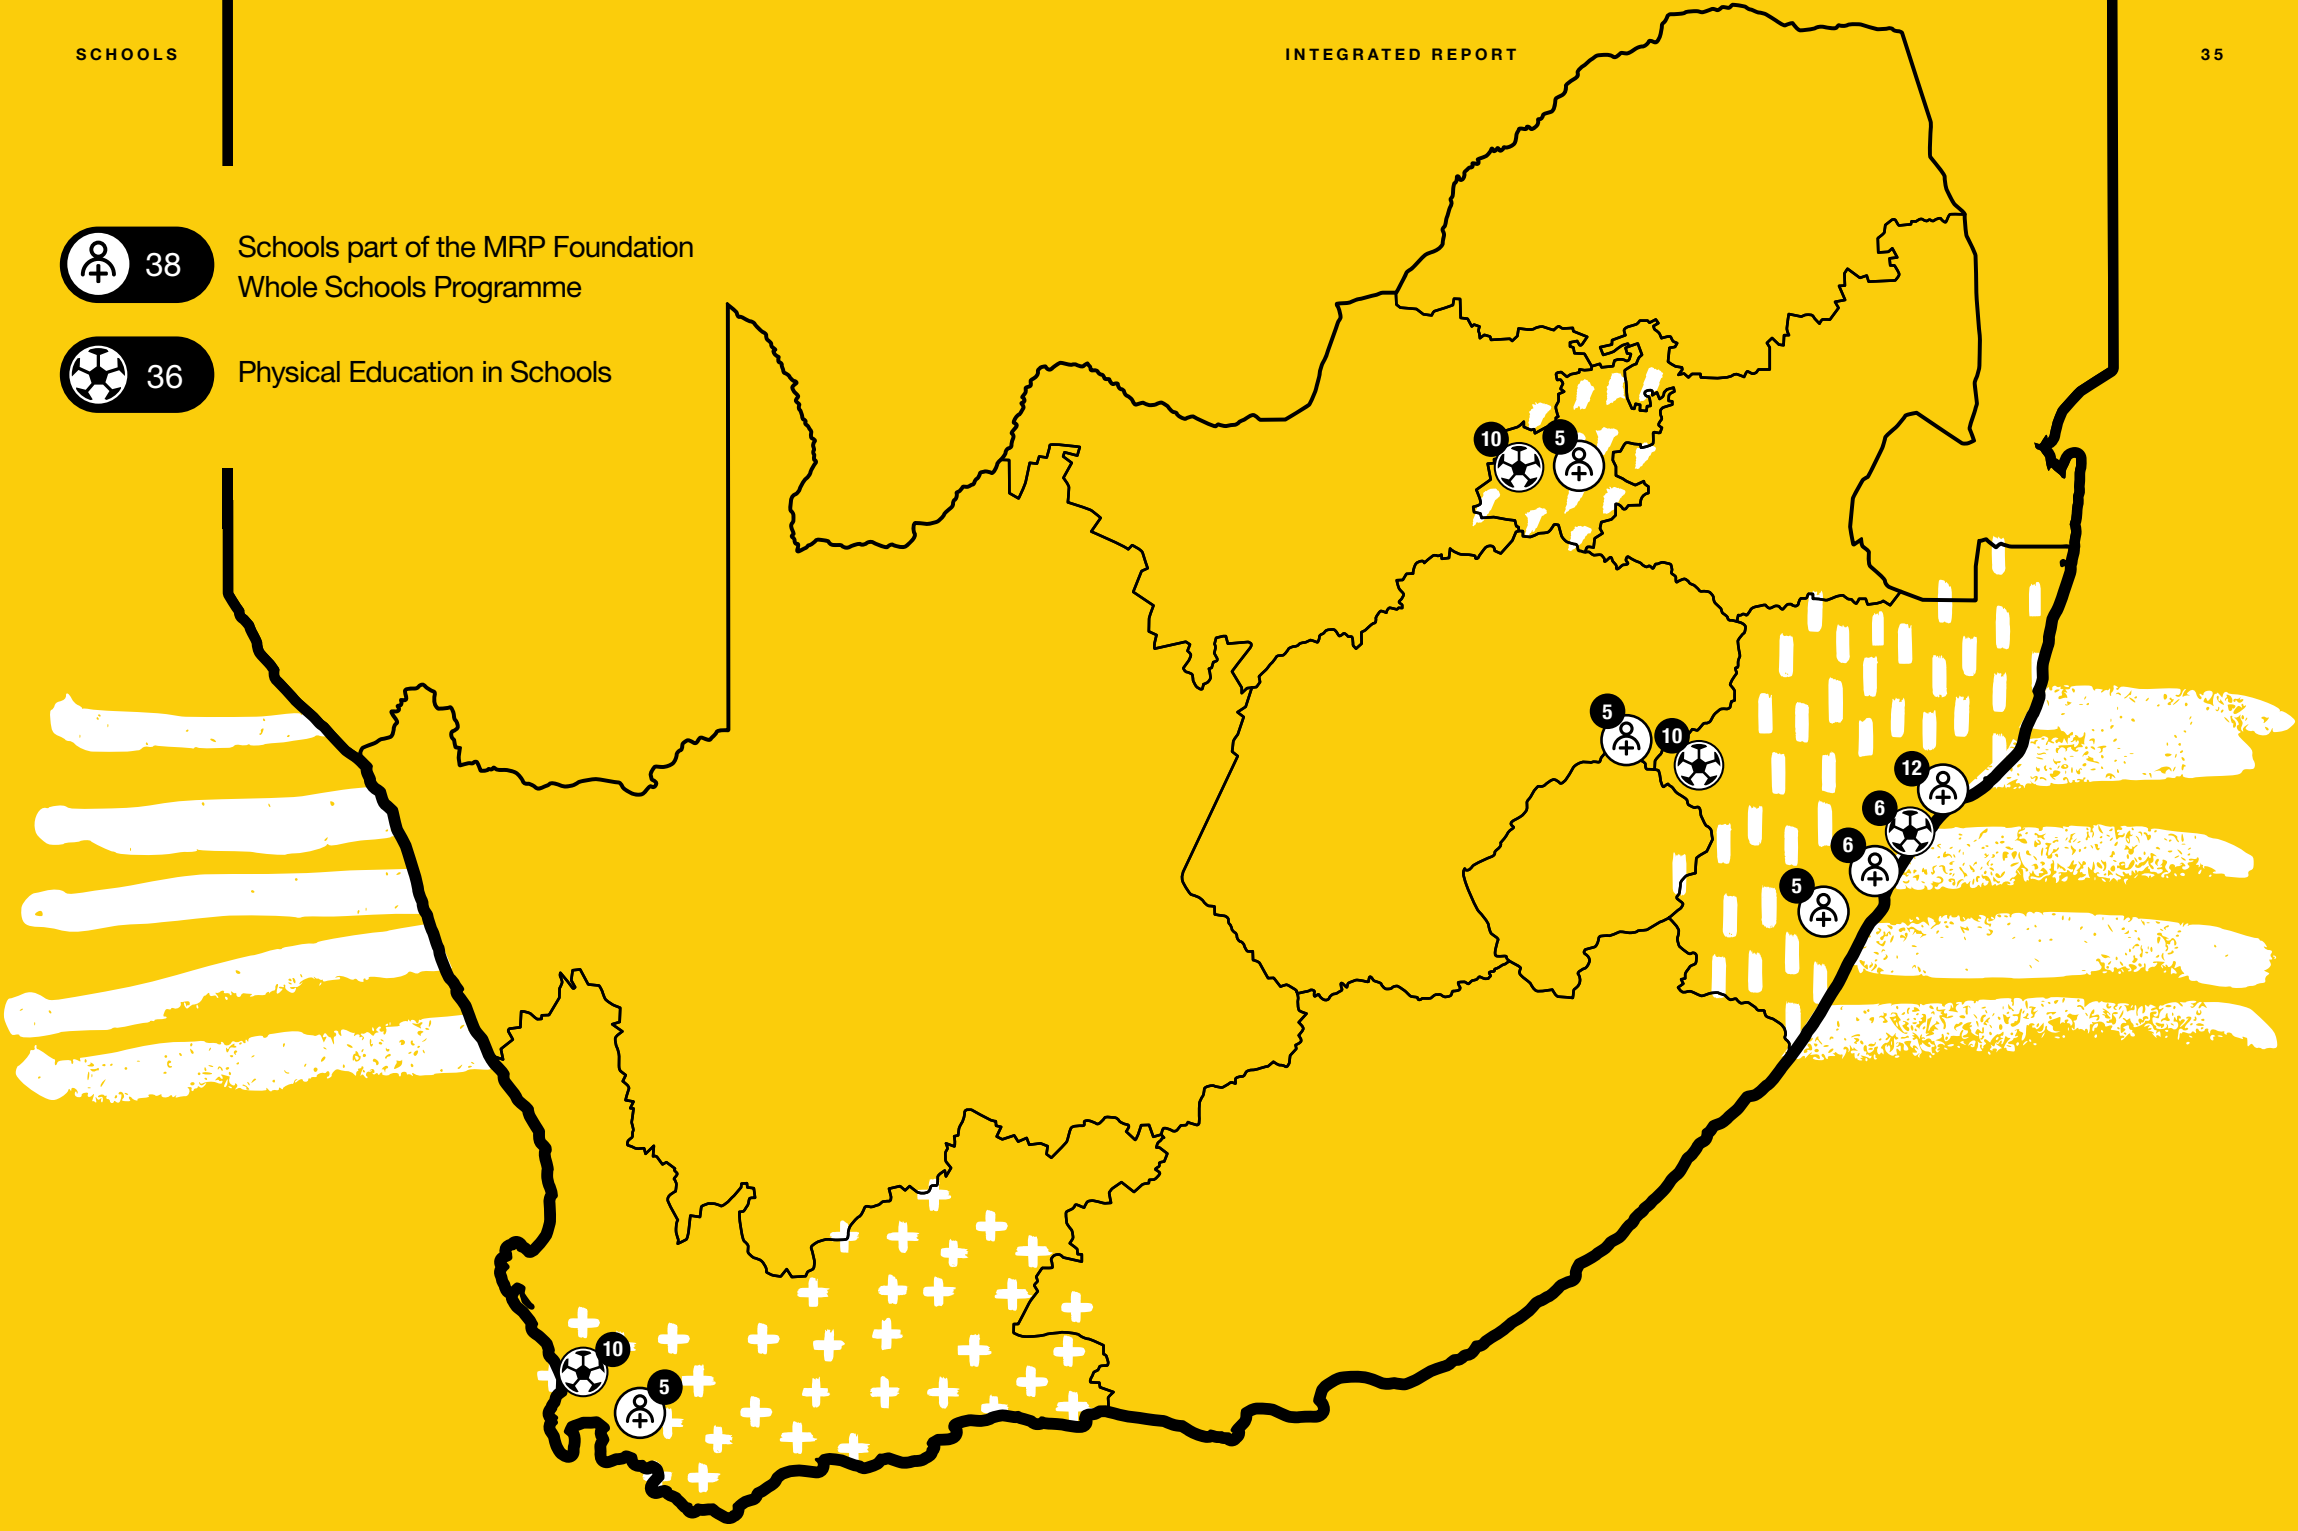 SCHOOLS
INTEGRATED REPORT
35
38
Schools part of the MRP Foundation
Whole Schools Programme
36
Physical Education in Schools
10
5
5
10
12
6
6
5
10
5